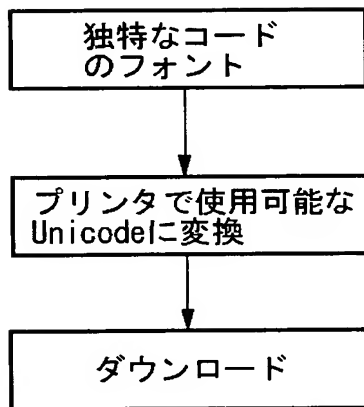 独特なコード
のフォント
プリンタで使用可能な
Unicodeに変換
ダウンロード